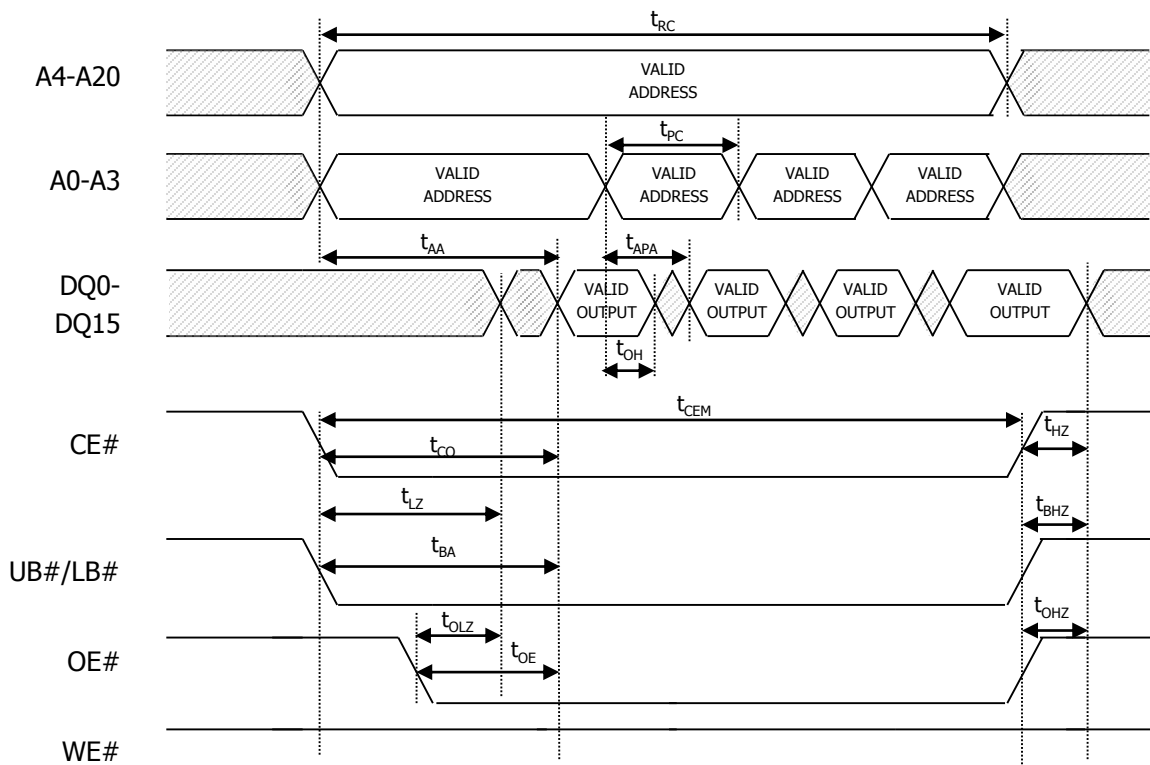 tRC
A4-A20
VALID
ADDRESS
tPC
A0-A3
VALID
ADDRESS
VALID
ADDRESS
VALID
ADDRESS
VALID
ADDRESS
tAA
tAPA
DQ0-
DQ15
VALID
OUTPUT
VALID
OUTPUT
VALID
OUTPUT
VALID
OUTPUT
tOH
tCEM
CE#
tHZ
tCO
tLZ
tBHZ
UB#/LB#
tBA
tOLZ
tOHZ
OE#
tOE
WE#